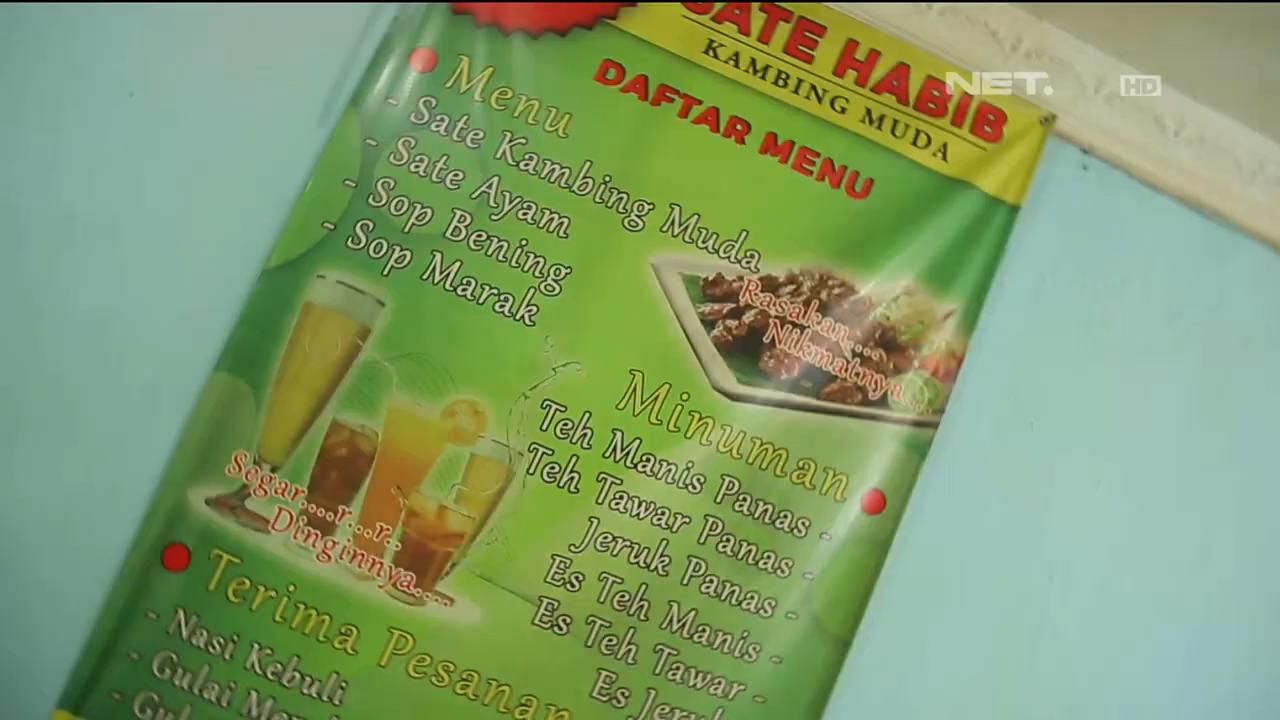 SATE HABIB
KAMBING MUDA
NET.
HD
DAFTAR MENU
Menu
- Sate Kambing Muda
- Sate Ayam
- Sop Bening
- Sop Marak
Rasakan....
Nikmatnya...
Minuman
Teh Manis Panas -
Teh Tawar Panas -
Jeruk Panas -
Es Teh Manis -
Es Teh Tawar -
Es
Segar....r...r..
Dinginnya....
Terima Pesanan
- Nasi Kebuli
- Gulai